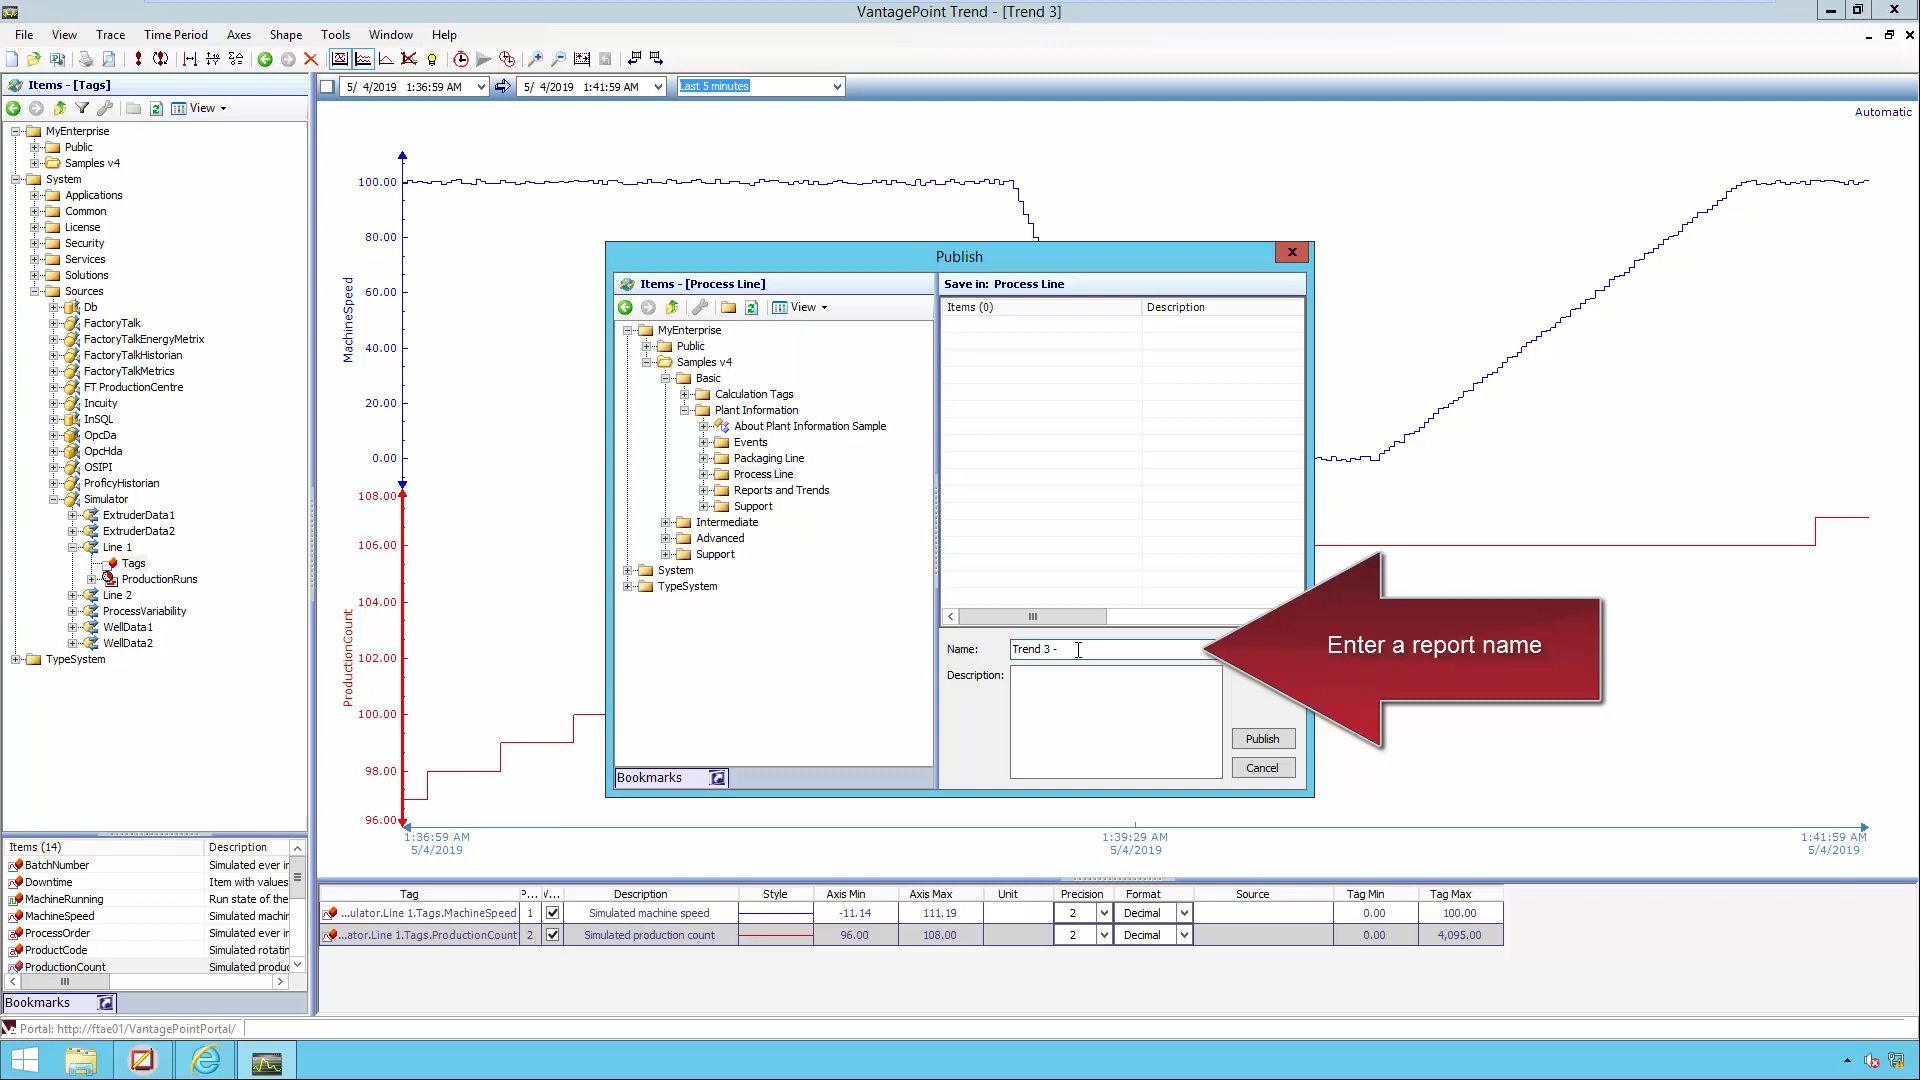 VantagePoint Trend - [Trend 3]
File View Trace Time Period Axes Shape Tools Window Help
Items - [Tags]
5/ 4/2019 1:36:59 AM 5/ 4/2019 1:41:59 AM Last 5 minutes
View
Automatic
MyEnterprise
Public
Samples v4
System
Applications
Common
License
Security
Services
Solutions
Sources
Db
FactoryTalk
FactoryTalkEnergyMetrix
FactoryTalkHistorian
FactoryTalkMetrics
FT ProductionCentre
Incuity
InSQL
OpcDa
OpcHda
OSIPI
ProficyHistorian
Simulator
ExtruderData1
ExtruderData2
Line 1
Tags
ProductionRuns
Line 2
ProcessVariability
WellData1
WellData2
TypeSystem
Items (14) Description
BatchNumber Simulated ever ir
Downtime Item with values
MachineRunning Run state of the
MachineSpeed Simulated machir
ProcessOrder Simulated ever ir
ProductCode Simulated rotatir
ProductionCount Simulated produc
Bookmarks
100.00
80.00
60.00
40.00
20.00
0.00
MachineSpeed
108.00
106.00
104.00
102.00
100.00
98.00
96.00
ProductionCount
1:36:59 AM
5/4/2019
1:39:29 AM
5/4/2019
1:41:59 AM
5/4/2019
Publish
Items - [Process Line]
View
MyEnterprise
Public
Samples v4
Basic
Calculation Tags
Plant Information
About Plant Information Sample
Events
Packaging Line
Process Line
Reports and Trends
Support
Intermediate
Advanced
Support
System
TypeSystem
Bookmarks
Save in: Process Line
Items (0) Description
Name: Trend 3 -
Description:
Publish
Cancel
Enter a report name
Tag P... V... Description Style Axis Min Axis Max Unit Precision Format Source Tag Min Tag Max
...ulator.Line 1.Tags.MachineSpeed 1 Simulated machine speed -11.14 111.19 2 Decimal 0.00 100.00
...ator.Line 1.Tags.ProductionCount 2 Simulated production count 96.00 108.00 2 Decimal 0.00 4,095.00
Portal: http://ftae01/VantagePointPortal/